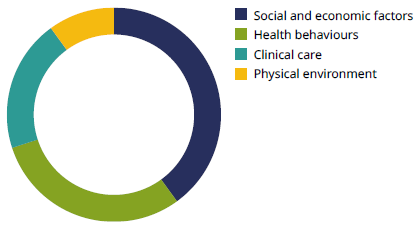 Social and economic factors
Health behaviours
Clinical care
Physical environment